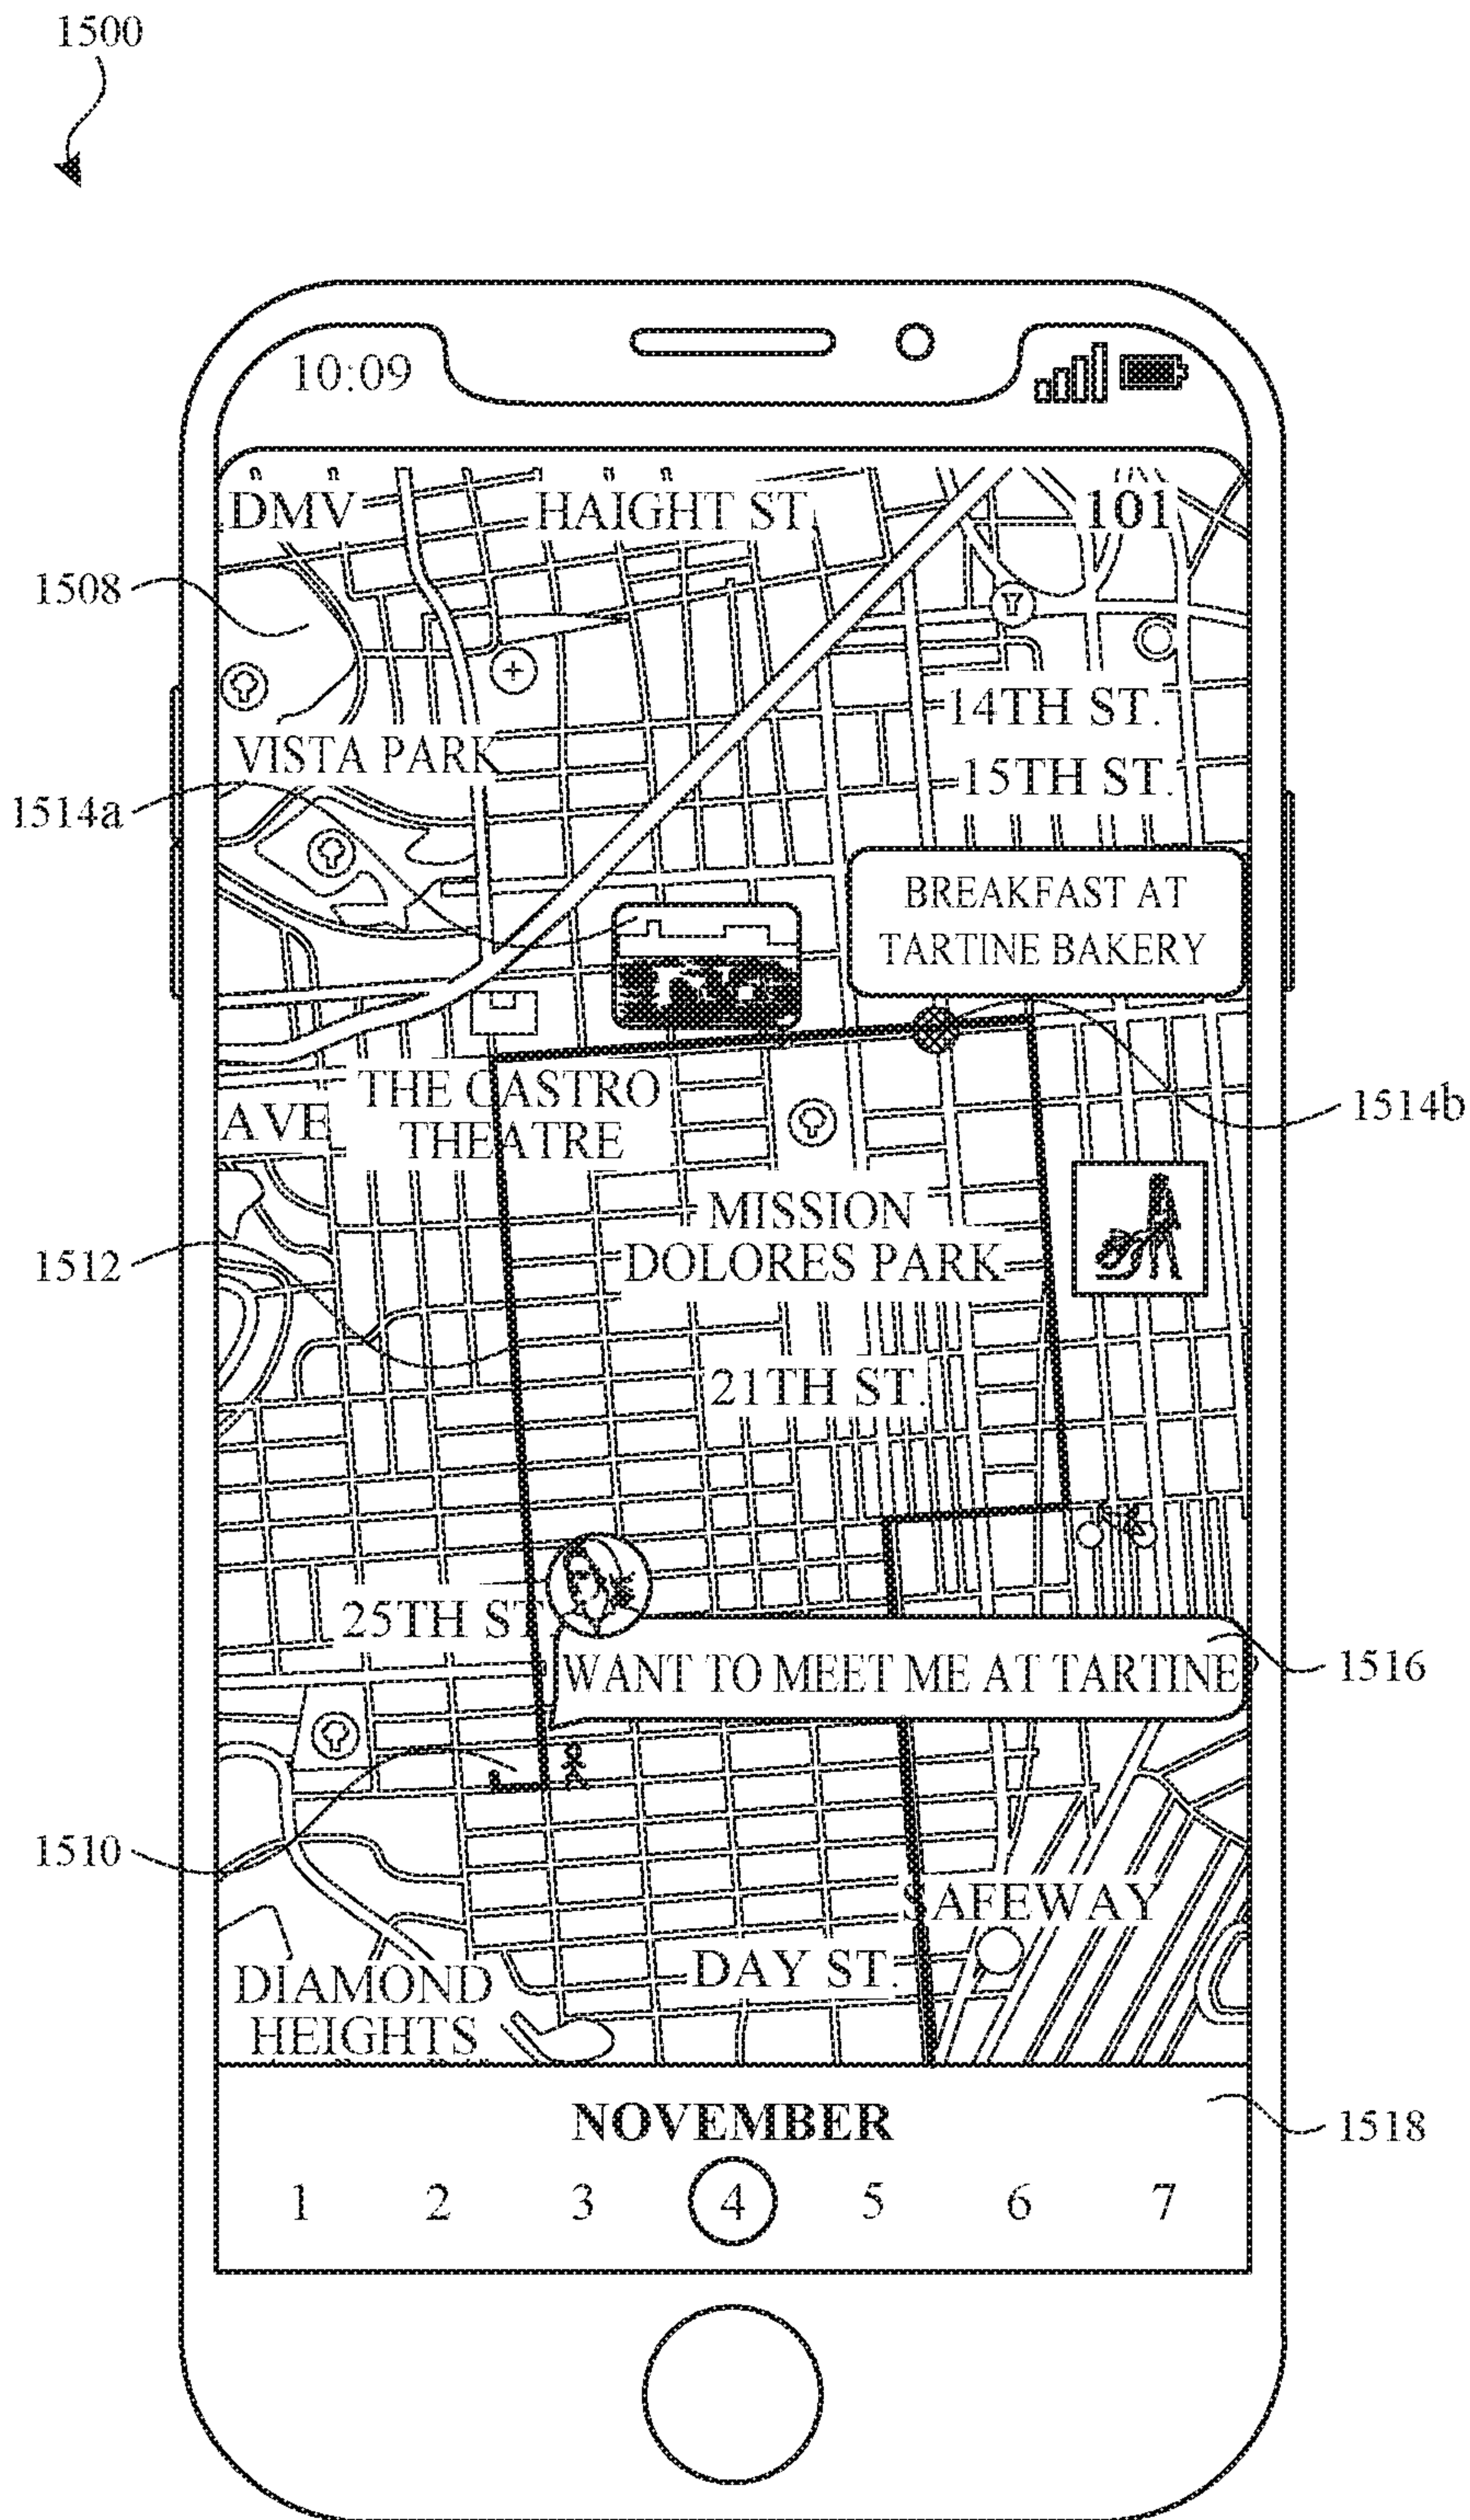 1500
10:09
DMV
HAIGHT ST.
101
1508
14TH ST.
VISTA PARK
15TH ST.
1514a
BREAKFAST AT
TARTINE BAKERY
THE CASTRO
THEATRE
AVE
1514b
MISSION
DOLORES PARK
1512
21TH ST.
25TH ST.
WANT TO MEET ME AT TARTINE
1516
1510
SAFEWAY
DAY ST.
DIAMOND
HEIGHTS
NOVEMBER
1518
1 2 3 4 5 6 7